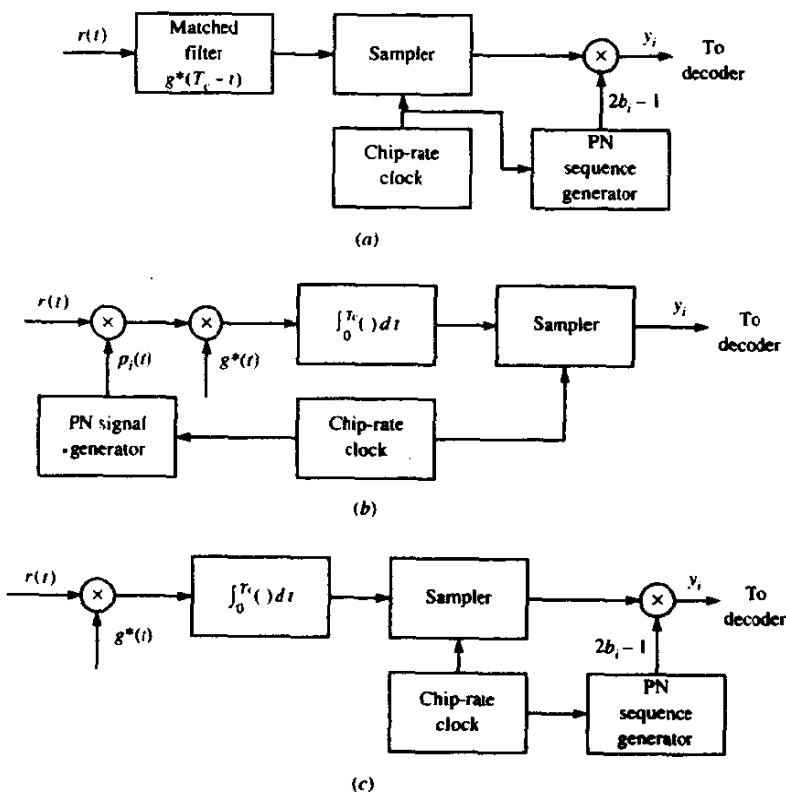 r(t)
Matched
filter
g*(T_c − t)
Sampler
×
y_i
To
decoder
2b_i − 1
Chip-rate
clock
PN
sequence
generator
(a)
r(t)
×
×
∫_0^{T_c} ( ) dt
Sampler
y_i
To
decoder
p_i(t)
g*(t)
PN signal
generator
Chip-rate
clock
(b)
r(t)
×
∫_0^{T_c} ( ) dt
Sampler
×
y_i
To
decoder
g*(t)
2b_i − 1
Chip-rate
clock
PN
sequence
generator
(c)